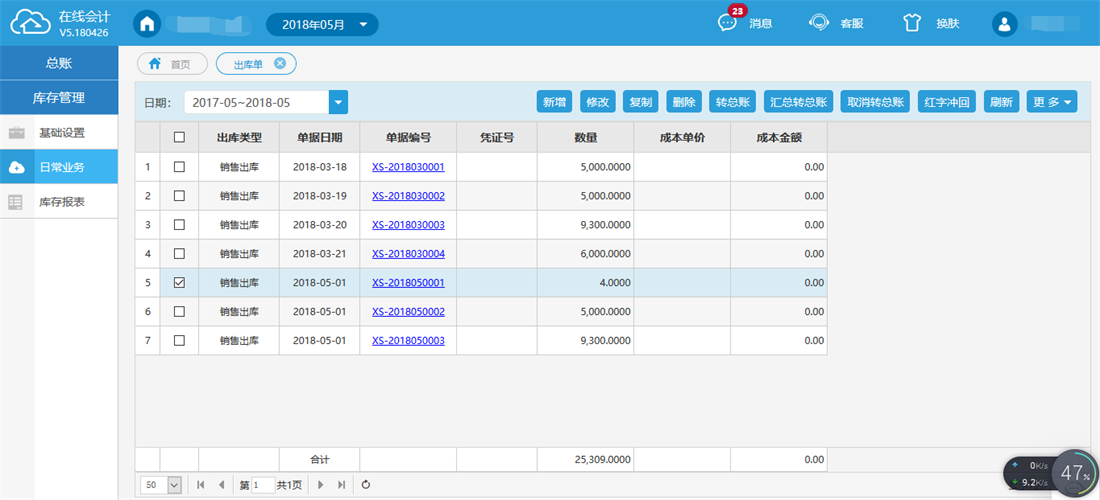 在线会计
V5.180426
2018年05月
23
消息
客服
换肤
总账
库存管理
基础设置
日常业务
库存报表
首页
出库单
日期： 2017-05~2018-05
新增 修改 复制 删除 转总账 汇总转总账 取消转总账 红字冲回 刷新 更多
出库类型 单据日期 单据编号 凭证号 数量 成本单价 成本金额
1 销售出库 2018-03-18 XS-2018030001 5,000.0000 0.00
2 销售出库 2018-03-19 XS-2018030002 5,000.0000 0.00
3 销售出库 2018-03-20 XS-2018030003 9,300.0000 0.00
4 销售出库 2018-03-21 XS-2018030004 6,000.0000 0.00
5 销售出库 2018-05-01 XS-2018050001 4.0000 0.00
6 销售出库 2018-05-01 XS-2018050002 5,000.0000 0.00
7 销售出库 2018-05-01 XS-2018050003 9,300.0000 0.00
合计 25,309.0000 0.00
50 第 1 共1页
0K/s
9.2K/s
47%